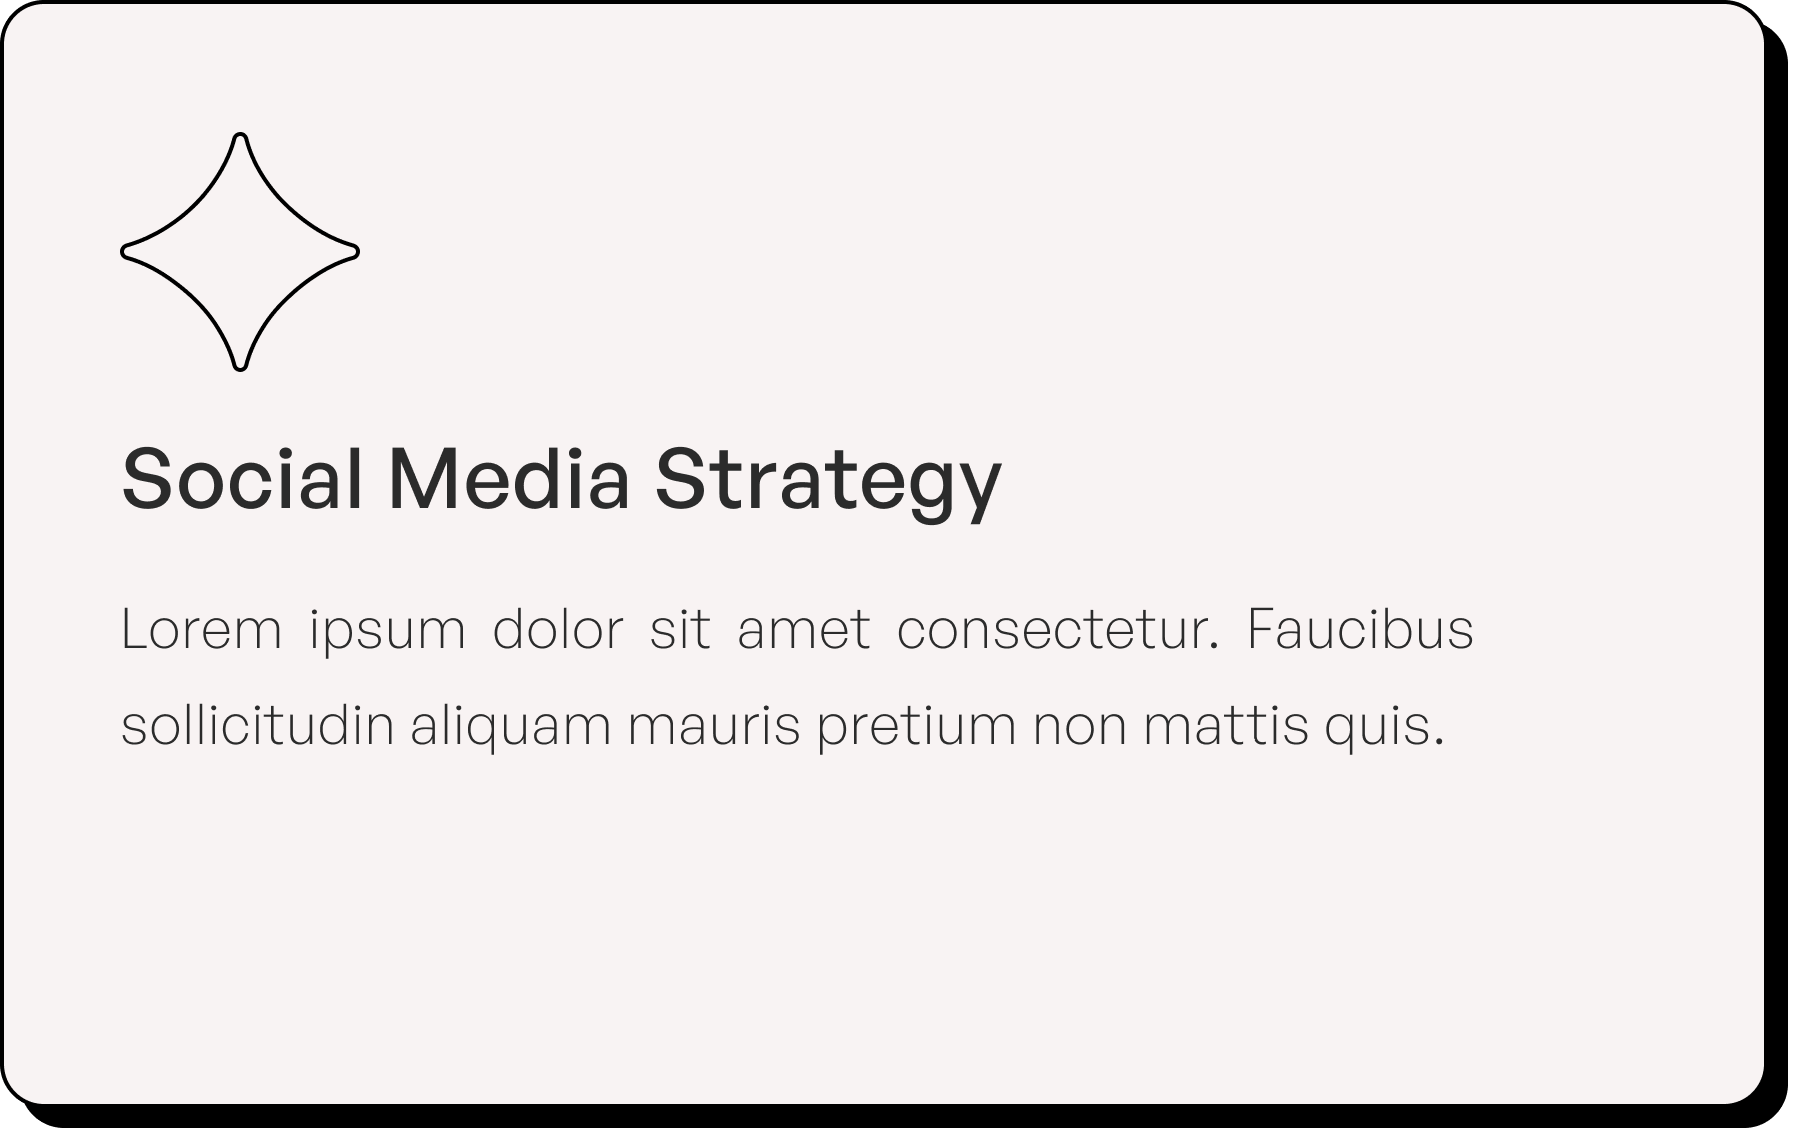 Social Media Strategy
Lorem ipsum dolor sit amet consectetur. Faucibus
sollicitudin aliquam mauris pretium non mattis quis.